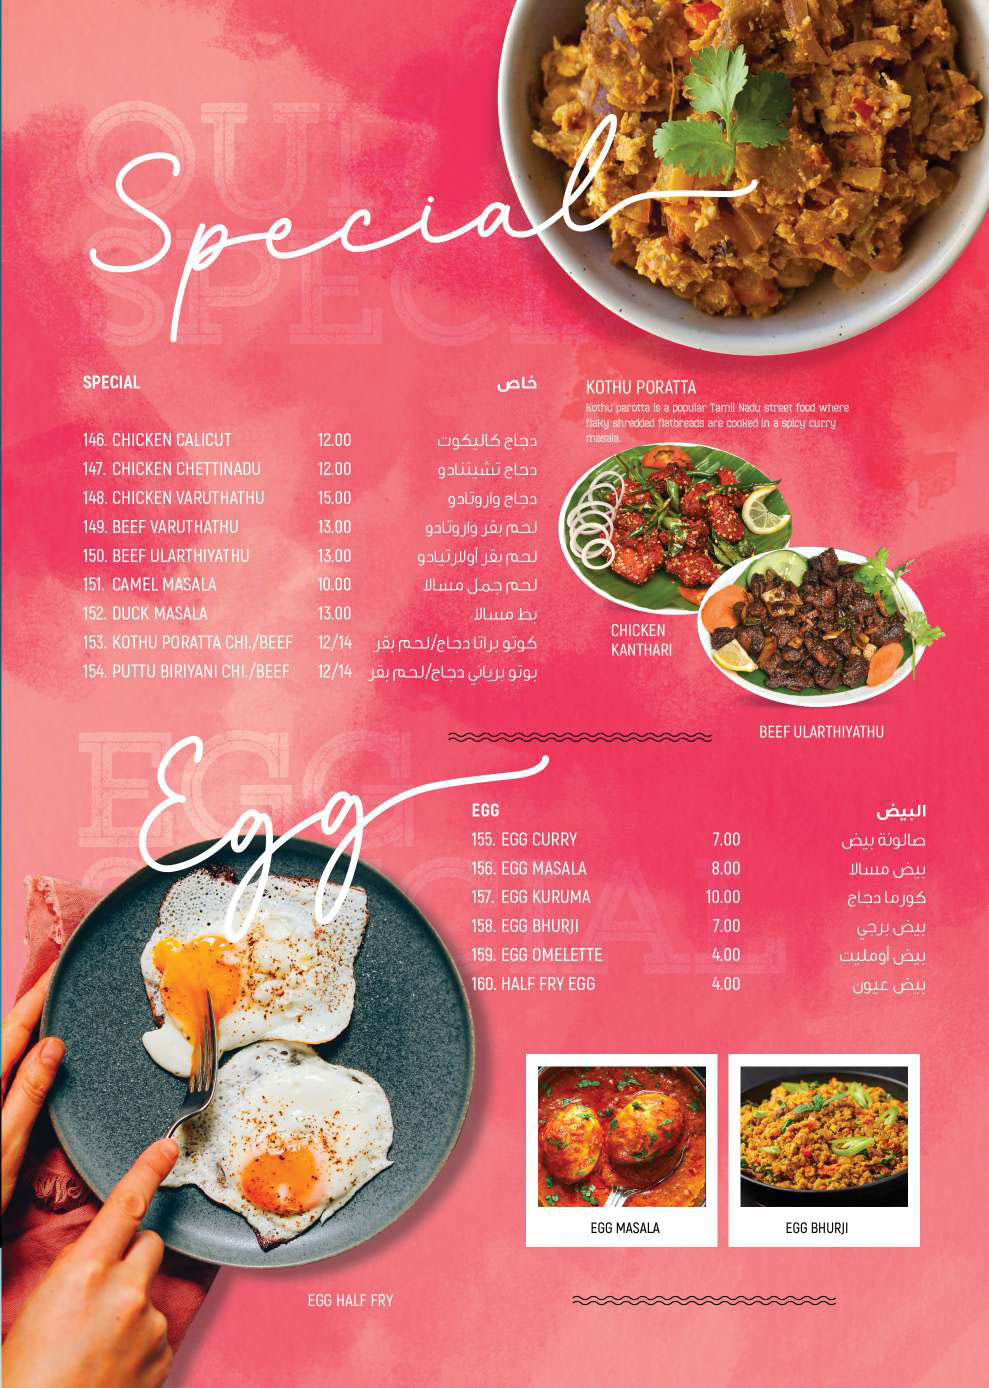 OUR
SPECIAL
Special
SPECIAL خاص
146. CHICKEN CALICUT 12.00 دجاج كاليكوت
147. CHICKEN CHETTINADU 12.00 دجاج تشيتنادو
148. CHICKEN VARUTHATHU 15.00 دجاج واروتادو
149. BEEF VARUTHATHU 13.00 لحم بقر واروتادو
150. BEEF ULARTHIYATHU 13.00 لحم بقر أولارتيادو
151. CAMEL MASALA 10.00 لحم جمل مسالا
152. DUCK MASALA 13.00 بط مسالا
153. KOTHU PORATTA CHI./BEEF 12/14 كوتو براتا دجاج/لحم بقر
154. PUTTU BIRIYANI CHI./BEEF 12/14 بوتو برياني دجاج/لحم بقر
KOTHU PORATTA
Kothu parotta is a popular Tamil Nadu street food where
flaky shredded flatbreads are cooked in a spicy curry
masala.
CHICKEN
KANTHARI
BEEF ULARTHIYATHU
EGG
SPECIAL
Egg
EGG البيض
155. EGG CURRY 7.00 صالونة بيض
156. EGG MASALA 8.00 بيض مسالا
157. EGG KURUMA 10.00 كورما دجاج
158. EGG BHURJI 7.00 بيض برجي
159. EGG OMELETTE 4.00 بيض أومليت
160. HALF FRY EGG 4.00 بيض عيون
EGG MASALA
EGG BHURJI
EGG HALF FRY